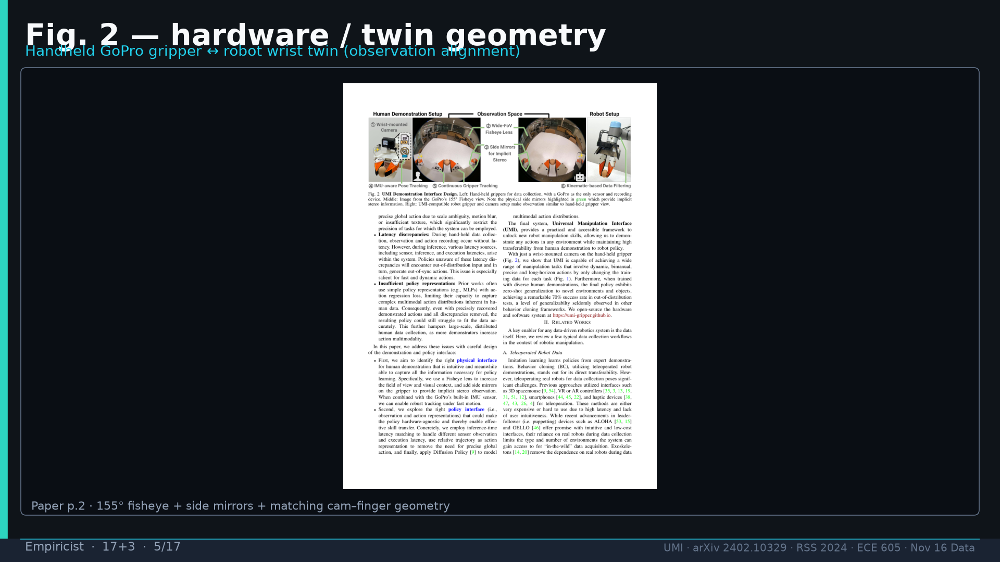 Fig. 2 — hardware / twin geometry
Handheld GoPro gripper ↔ robot wrist twin (observation alignment)
Human Demonstration Setup
Observation Space
Robot Setup
① Wrist-mounted
Camera
② Wide-FoV
Fisheye Lens
③ Side Mirrors
for Implicit
Stereo
④ IMU-aware Pose Tracking
⑤ Continuous Gripper Tracking
⑥ Kinematic-based Data Filtering
Fig. 2: UMI Demonstration Interface Design. Left: Hand-held grippers for data collection, with a GoPro as the only sensor and recording
device. Middle: Image from the GoPro's 155° Fisheye view. Note the physical side mirrors highlighted in green which provide implicit
stereo information. Right: UMI-compatible robot gripper and camera setup make observation similar to hand-held gripper view.
precise global action due to scale ambiguity, motion blur,
or insufficient texture, which significantly restrict the
precision of tasks for which the system can be employed.
• Latency discrepancies: During hand-held data collec-
tion, observation and action recording occur without la-
tency. However, during inference, various latency sources,
including sensor, inference, and execution latencies, arise
within the system. Policies unaware of these latency dis-
crepancies will encounter out-of-distribution input and in
turn, generate out-of-sync actions. This issue is especially
salient for fast and dynamic actions.
• Insufficient policy representation: Prior works often
use simple policy representations (e.g., MLPs) with ac-
tion regression loss, limiting their capacity to capture
complex multimodal action distributions inherent in hu-
man data. Consequently, even with precisely recovered
demonstrated actions and all discrepancies removed, the
resulting policy could still struggle to fit the data ac-
curately. This further hampers large-scale, distributed
human data collection, as more demonstrators increase
action multimodality.
In this paper, we address these issues with careful design
of the demonstration and policy interface:
• First, we aim to identify the right physical interface
for human demonstration that is intuitive and meanwhile
able to capture all the information necessary for policy
learning. Specifically, we use a Fisheye lens to increase
the field of view and visual context, and add side mirrors
on the gripper to provide implicit stereo observation.
When combined with the GoPro's built-in IMU sensor,
we can enable robust tracking under fast motion.
• Second, we explore the right policy interface (i.e.,
observation and action representations) that could make
the policy hardware-agnostic and thereby enable effec-
tive skill transfer. Concretely, we employ inference-time
latency matching to handle different sensor observation
and execution latency, use relative trajectory as action
representation to remove the need for precise global
action, and finally, apply Diffusion Policy [9] to model
multimodal action distributions.
The final system, Universal Manipulation Interface
(UMI), provides a practical and accessible framework to
unlock new robot manipulation skills, allowing us to demon-
strate any actions in any environment while maintaining high
transferability from human demonstration to robot policy.
With just a wrist-mounted camera on the hand-held gripper
(Fig. 2), we show that UMI is capable of achieving a wide
range of manipulation tasks that involve dynamic, bimanual,
precise and long-horizon actions by only changing the train-
ing data for each task (Fig. 1). Furthermore, when trained
with diverse human demonstrations, the final policy exhibits
zero-shot generalization to novel environments and objects,
achieving a remarkable 70% success rate in out-of-distribution
tests, a level of generalizabilty seldomly observed in other
behavior cloning frameworks. We open-source the hardware
and software system at https://umi-gripper.github.io.
II. RELATED WORKS
A key enabler for any data-driven robotics system is the data
itself. Here, we review a few typical data collection workflows
in the context of robotic manipulation.
A. Teleoperated Robot Data
Imitation learning learns policies from expert demonstra-
tions. Behavior cloning (BC), utilizing teleoperated robot
demonstrations, stands out for its direct transferability. How-
ever, teleoperating real robots for data collection poses signif-
icant challenges. Previous approaches utilized interfaces such
as 3D spacemouse [9, 54], VR or AR controllers [35, 3, 13, 19,
31, 51, 12], smartphones [44, 45, 22], and haptic devices [38,
47, 43, 26, 4] for teleoperation. These methods are either
very expensive or hard to use due to high latency and lack
of user intuitiveness. While recent advancements in leader-
follower (i.e. puppetting) devices such as ALOHA [53, 15]
and GELLO [46] offer promise with intuitive and low-cost
interfaces, their reliance on real robots during data collection
limits the type and number of environments the system can
gain access to for “in-the-wild” data acquisition. Exoskele-
tons [14, 20] remove the dependence on real robots during data
Paper p.2 · 155° fisheye + side mirrors + matching cam–finger geometry
Empiricist · 17+3 · 5/17
UMI · arXiv 2402.10329 · RSS 2024 · ECE 605 · Nov 16 Data